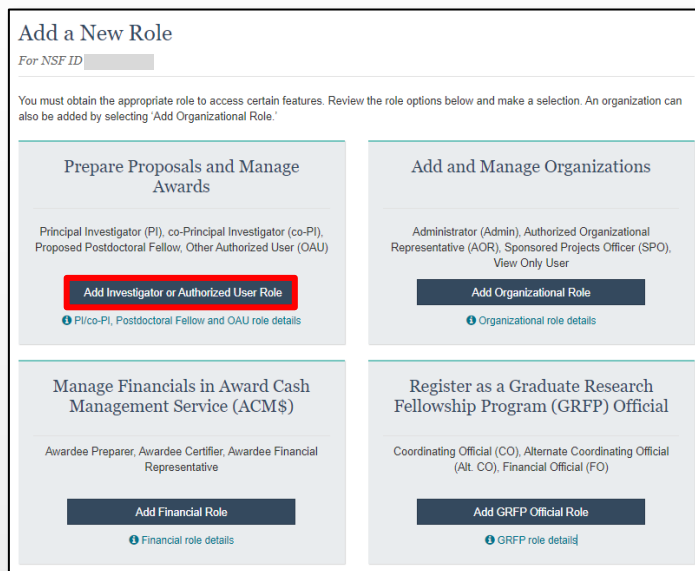 Add a New Role
For NSF ID
You must obtain the appropriate role to access certain features. Review the role options below and make a selection. An organization can
also be added by selecting ‘Add Organizational Role.’
Prepare Proposals and Manage
Awards
Principal Investigator (PI), co-Principal Investigator (co-PI),
Proposed Postdoctoral Fellow, Other Authorized User (OAU)
Add Investigator or Authorized User Role
PI/co-PI, Postdoctoral Fellow and OAU role details
Add and Manage Organizations
Administrator (Admin), Authorized Organizational
Representative (AOR), Sponsored Projects Officer (SPO),
View Only User
Add Organizational Role
Organizational role details
Manage Financials in Award Cash
Management Service (ACM$)
Awardee Preparer, Awardee Certifier, Awardee Financial
Representative
Add Financial Role
Financial role details
Register as a Graduate Research
Fellowship Program (GRFP) Official
Coordinating Official (CO), Alternate Coordinating Official
(Alt. CO), Financial Official (FO)
Add GRFP Official Role
GRFP role details